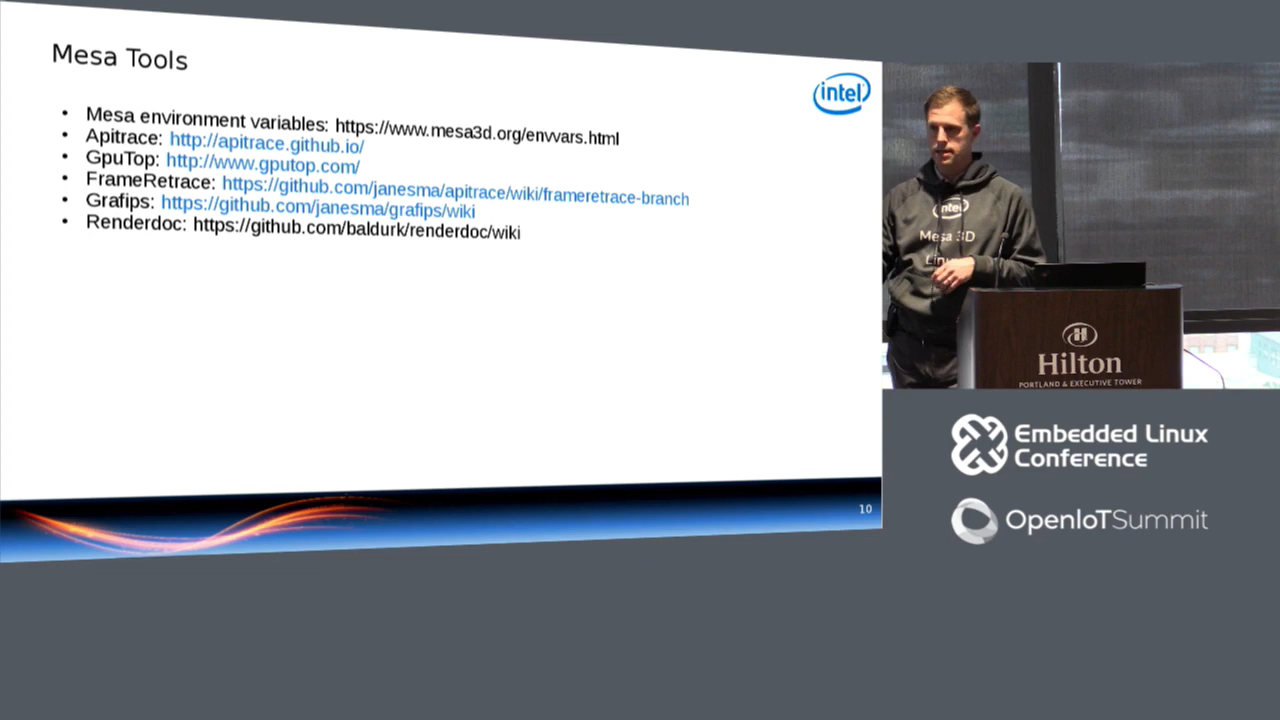 Mesa Tools
intel
• Mesa environment variables: https://www.mesa3d.org/envvars.html
• Apitrace: http://apitrace.github.io/
• GpuTop: http://www.gputop.com/
• FrameRetrace: https://github.com/janesma/apitrace/wiki/frameretrace-branch
• Grafips: https://github.com/janesma/grafips/wiki
• Renderdoc: https://github.com/baldurk/renderdoc/wiki
10
intel
Mesa 3D
Linux
H
Hilton
PORTLAND & EXECUTIVE TOWER
Embedded Linux
Conference
OpenIoTSummit